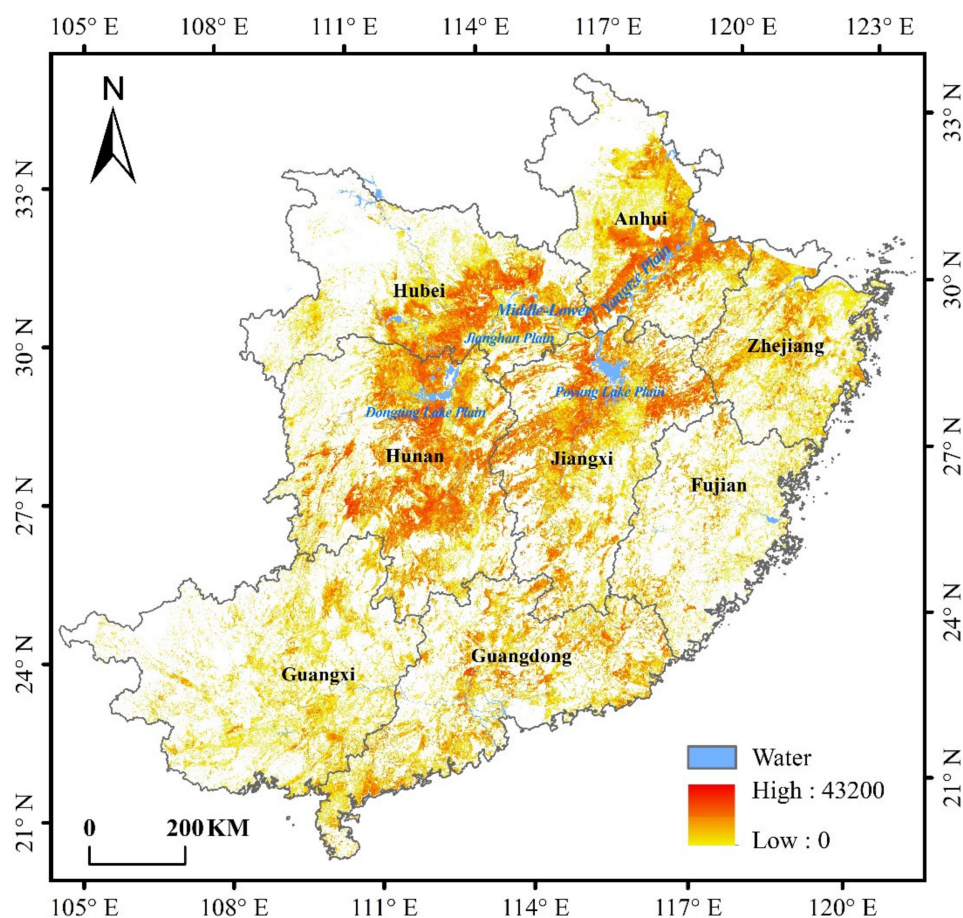 105° E 108° E 111° E 114° E 117° E 120° E 123° E
N
33° N
33° N
Anhui
Yangtze Plain
30° N
Hubei
Middle-Lower
Jianghan Plain
Zhejiang
30° N
Poyang Lake Plain
Dongting Lake Plain
27° N
Hunan
Jiangxi
Fujian
27° N
24° N
Guangdong
24° N
Guangxi
Water
High : 43200
Low : 0
21° N
21° N
0 200 KM
105° E 108° E 111° E 114° E 117° E 120° E